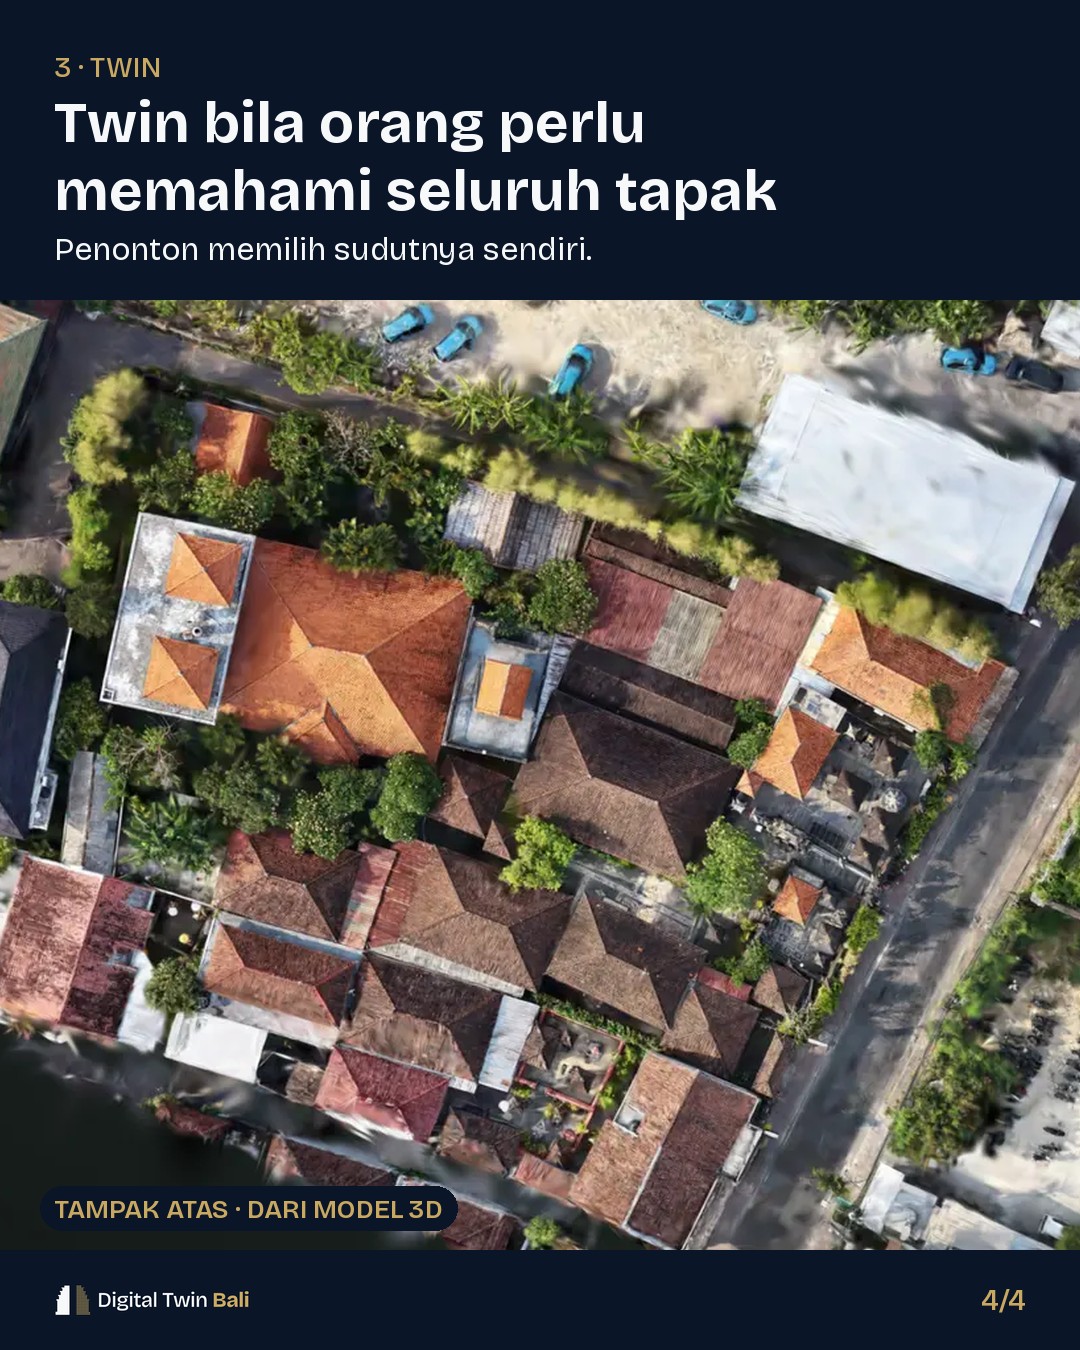 3 · TWIN
Twin bila orang perlu
memahami seluruh tapak
Penonton memilih sudutnya sendiri.
TAMPAK ATAS · DARI MODEL 3D
Digital Twin Bali
4/4